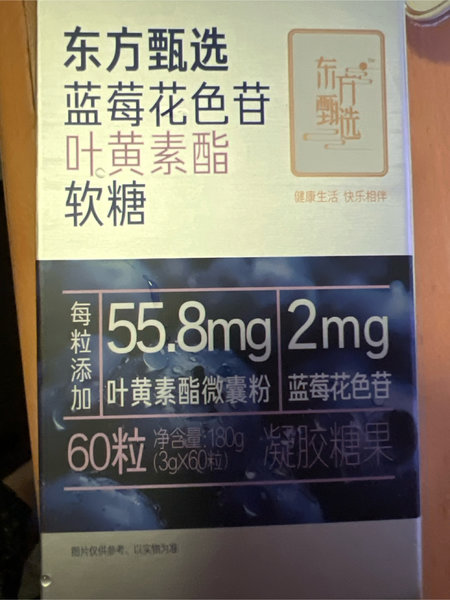 东方甄选
蓝莓花色苷
叶黄素酯
软糖
东方
甄选
健康生活 快乐相伴
每粒添加
55.8mg
叶黄素酯微囊粉
2mg
蓝莓花色苷
60粒
净含量:180g
(3gX60粒)
凝胶糖果
图片仅供参考、以实物为准